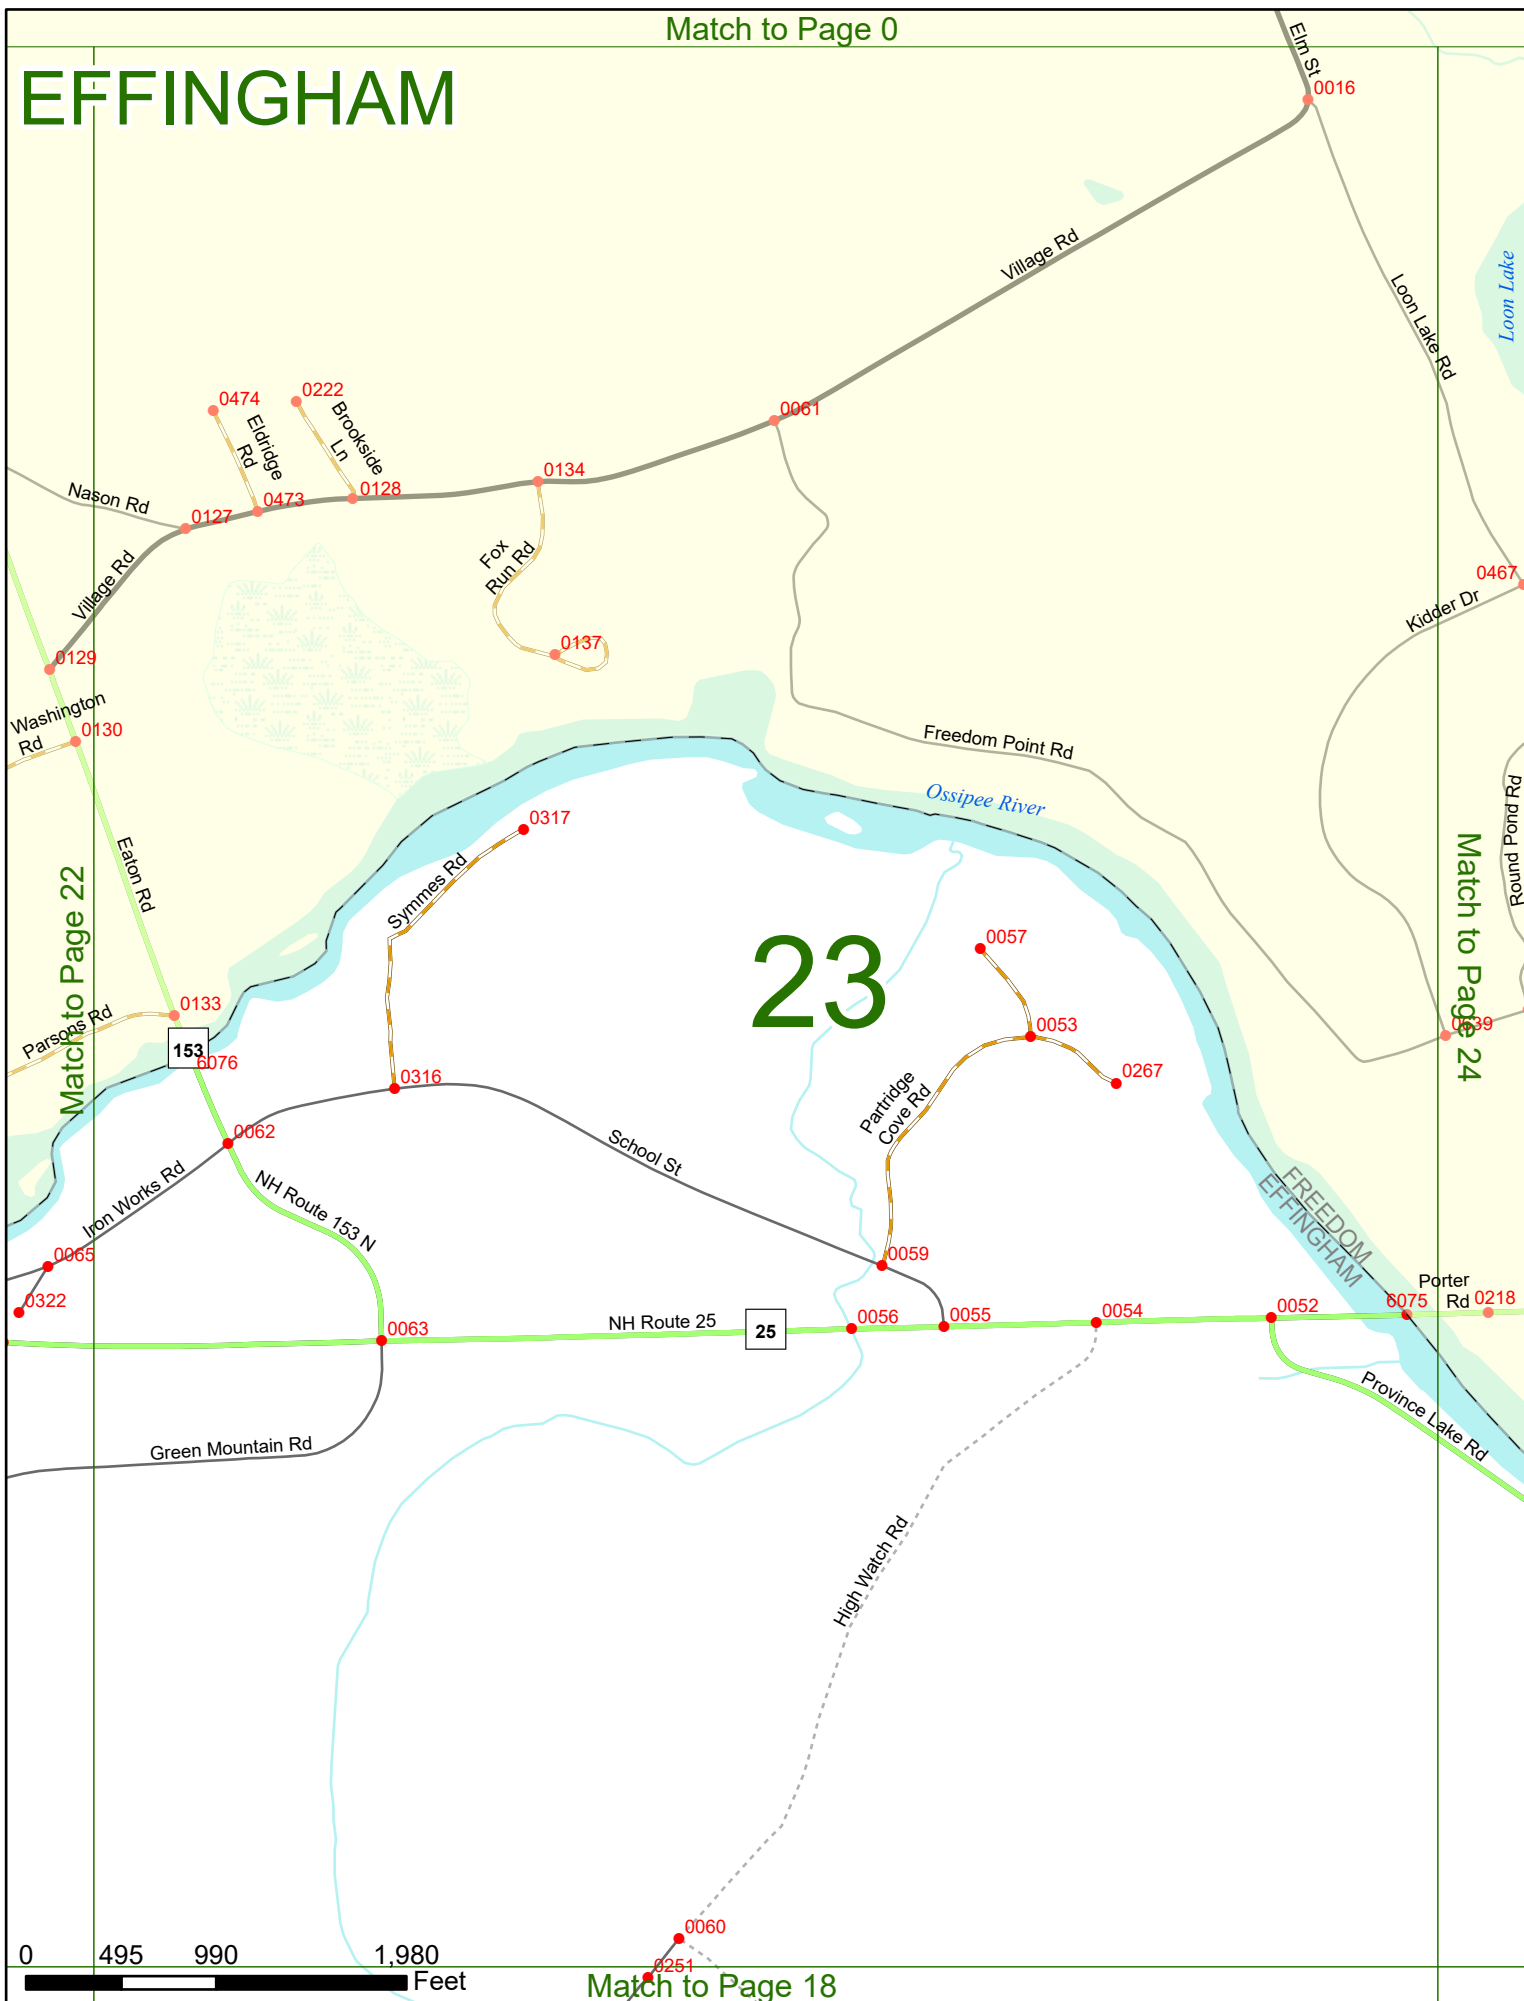 Match to Page 0
EFFINGHAM
Elm St
0016
Village Rd
Loon Lake
Loon Lake Rd
0474
0222
Eldridge
Rd
Brookside
Ln
0061
0134
Nason Rd
0127
0473
0128
Fox
Run Rd
Village Rd
0467
Kidder Dr
0129
0137
Washington
Rd
0130
Freedom Point Rd
Ossipee River
Round Pond Rd
Eaton Rd
0317
Symmes Rd
Match to Page 22
Match to Page 24
23
0057
0133
Parsons Rd
153
6076
0053
0639
0316
0267
Partridge
Cove Rd
0062
School St
Iron Works Rd
NH Route 153 N
FREEDOM
EFFINGHAM
0065
0059
0322
Porter
Rd
0218
6075
0063
NH Route 25
25
0056
0055
0054
0052
Province Lake Rd
Green Mountain Rd
High Watch Rd
0060
0251
0 495 990 1,980
Feet
Match to Page 18